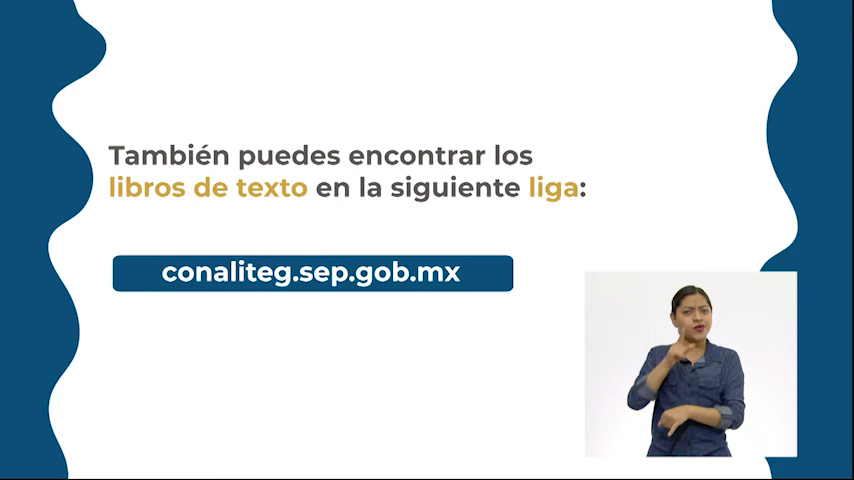 También puedes encontrar los
libros de texto en la siguiente liga:
conaliteg.sep.gob.mx